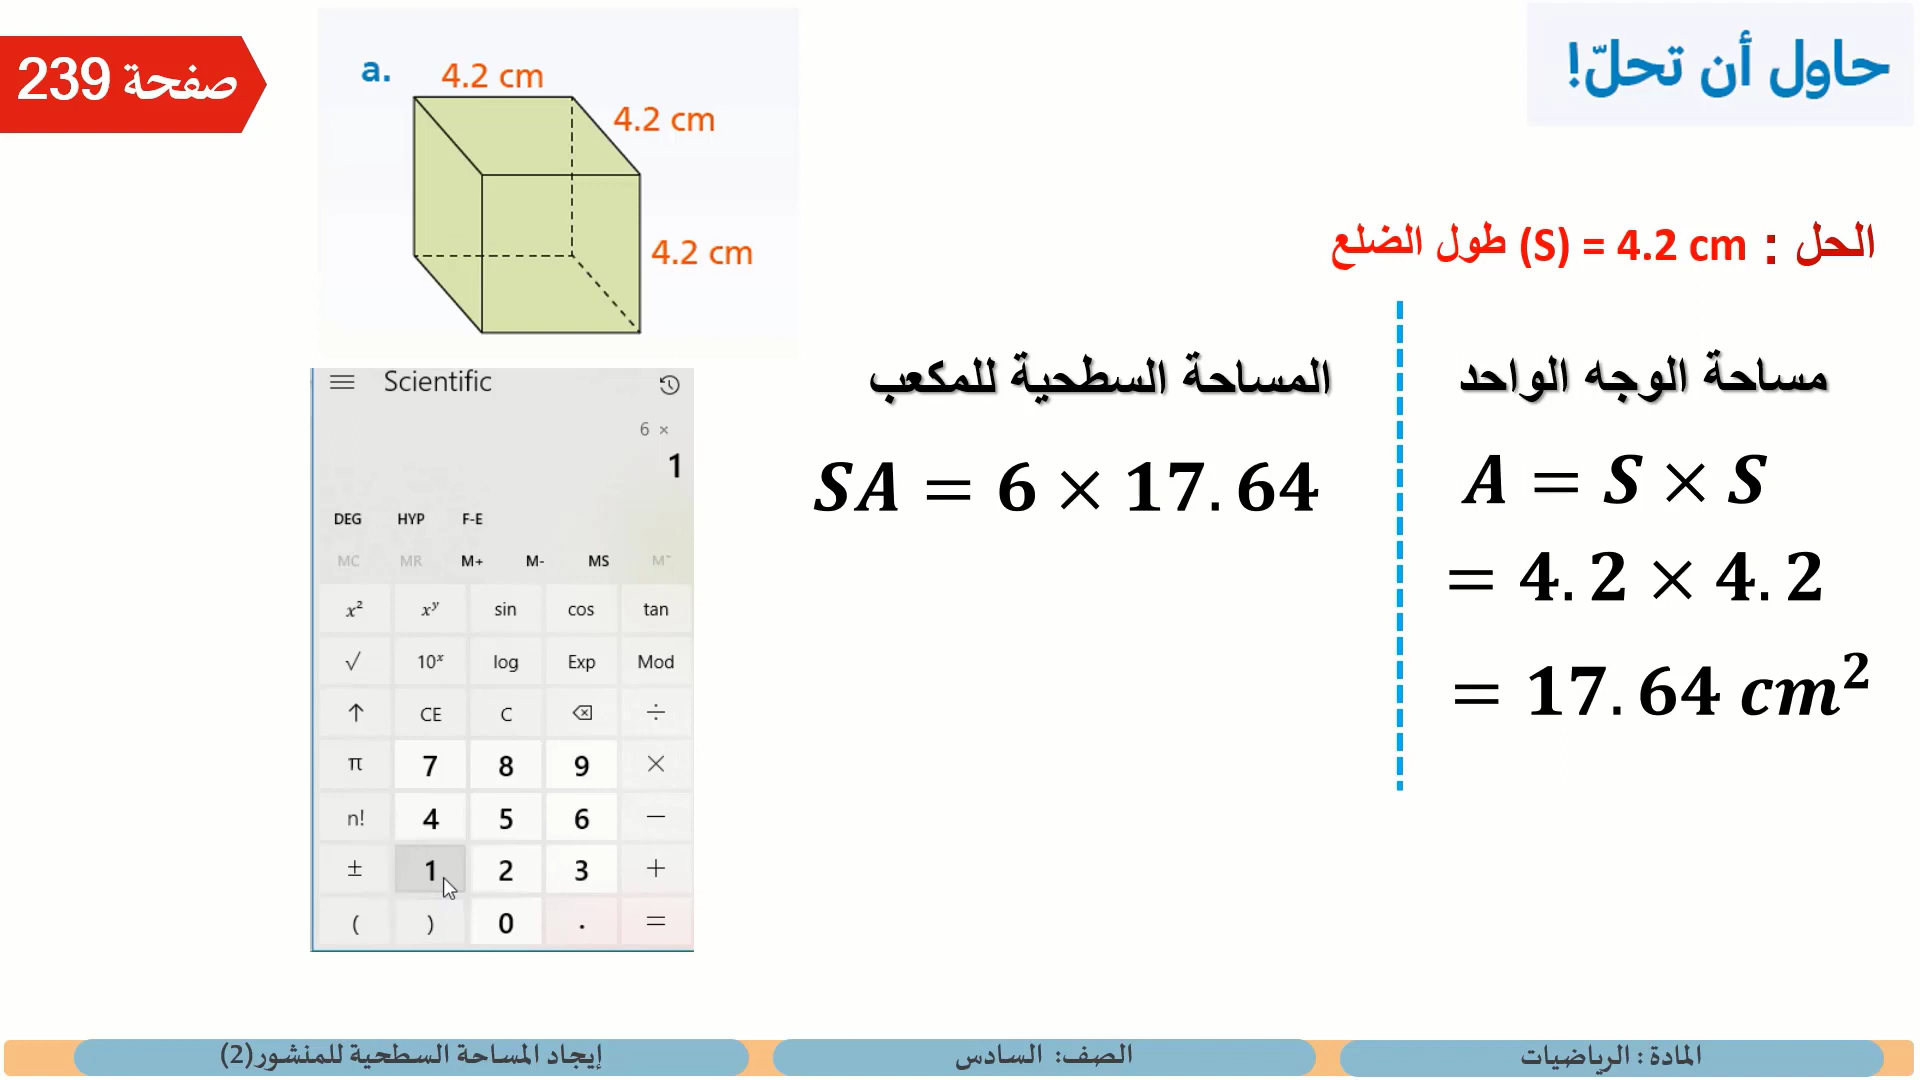 حاول أن تحلّ!
صفحة 239
a.
4.2 cm
4.2 cm
4.2 cm
الحل : 4.2 cm = (S) طول الضلع
مساحة الوجه الواحد
A = S × S
= 4.2 × 4.2
= 17.64 cm²
المساحة السطحية للمكعب
SA = 6 × 17.64
Scientific
6 ×
1
DEG HYP F-E
MC MR M+ M- MS M˅
x² xʸ sin cos tan
√ 10ˣ log Exp Mod
↑ CE C ⌫ ÷
π 7 8 9 ×
n! 4 5 6 −
± 1 2 3 +
( ) 0 . =
المادة : الرياضيات
الصف: السادس
إيجاد المساحة السطحية للمنشور(2)